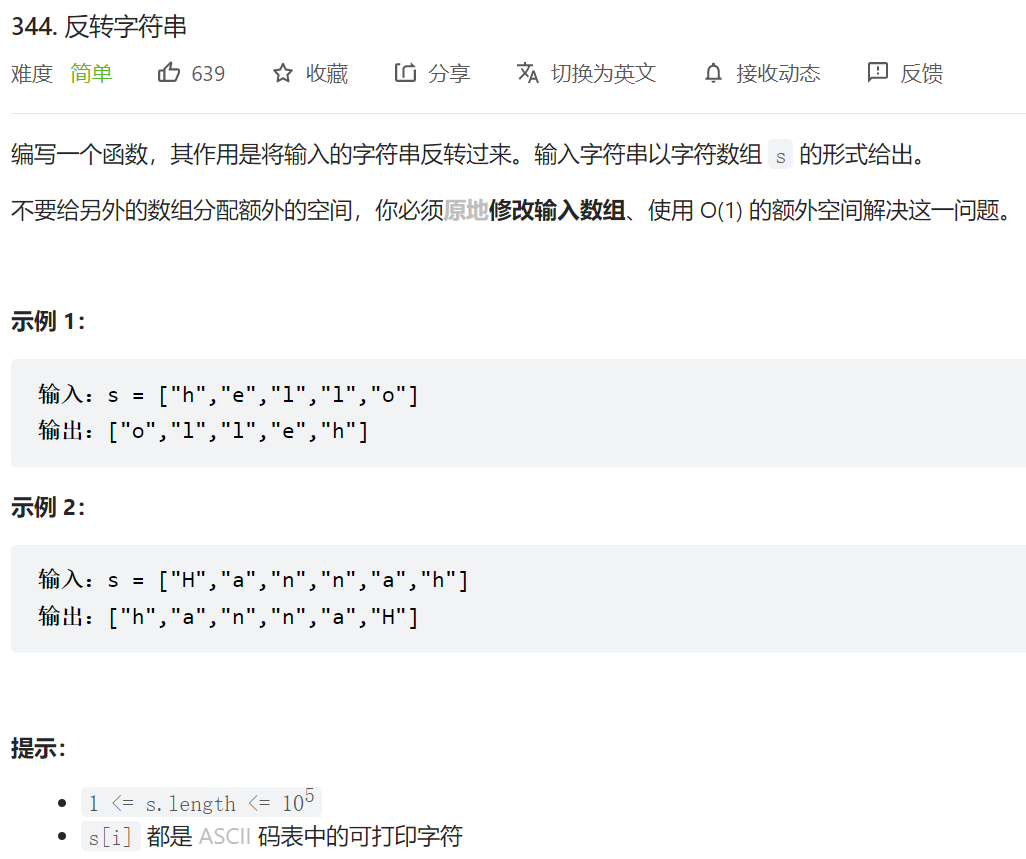 344. 反转字符串
难度 简单 639 收藏 分享 切换为英文 接收动态 反馈
编写一个函数，其作用是将输入的字符串反转过来。输入字符串以字符数组 s 的形式给出。
不要给另外的数组分配额外的空间，你必须原地修改输入数组、使用 O(1) 的额外空间解决这一问题。
示例 1：
输入：s = ["h","e","l","l","o"]
输出：["o","l","l","e","h"]
示例 2：
输入：s = ["H","a","n","n","a","h"]
输出：["h","a","n","n","a","H"]
提示：
• 1 <= s.length <= 10⁵
• s[i] 都是 ASCII 码表中的可打印字符